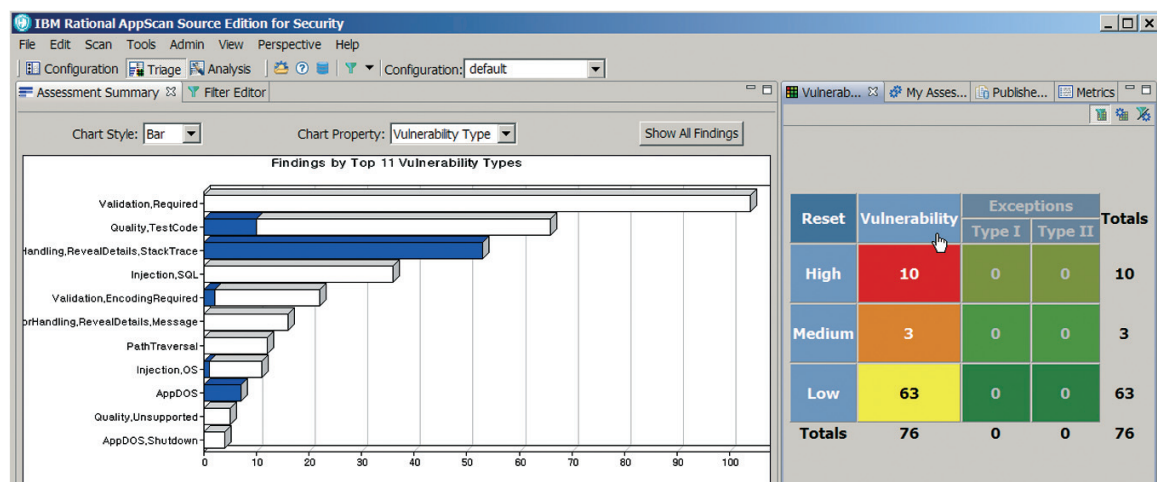 IBM Rational AppScan Source Edition for Security
File Edit Scan Tools Admin View Perspective Help
Configuration Triage Analysis Configuration: default
Assessment Summary Filter Editor
Vulnerab... My Asses... Publishe... Metrics
Chart Style: Bar Chart Property: Vulnerability Type Show All Findings
Findings by Top 11 Vulnerability Types
Validation,Required
Quality,TestCode
Handling,RevealDetails,StackTrace
Injection,SQL
Validation,EncodingRequired
orHandling,RevealDetails,Message
PathTraversal
Injection,OS
AppDOS
Quality,Unsupported
AppDOS,Shutdown
0 10 20 30 40 50 60 70 80 90 100
Reset Vulnerability Exceptions Totals
Type I Type II
High 10 0 0 10
Medium 3 0 0 3
Low 63 0 0 63
Totals 76 0 0 76